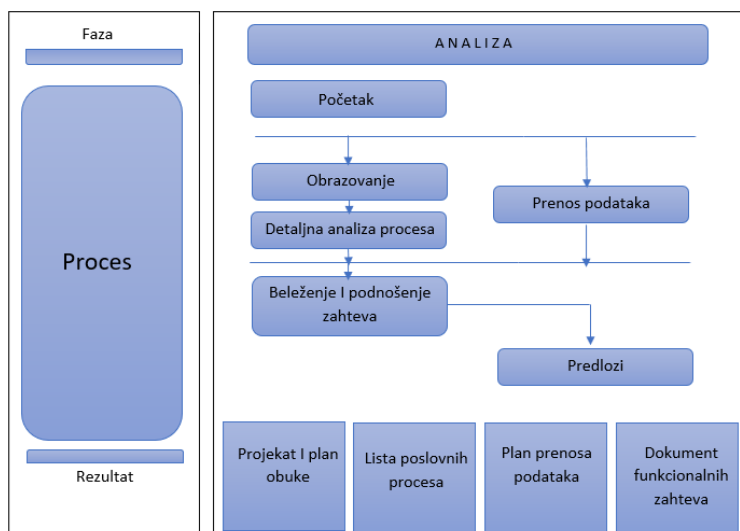 Faza
Proces
Rezultat
A N A L I Z A
Početak
Obrazovanje
Prenos podataka
Detaljna analiza procesa
Beleženje I podnošenje
zahteva
Predlozi
Projekat I plan
obuke
Lista poslovnih
procesa
Plan prenosa
podataka
Dokument
funkcionalnih
zahteva